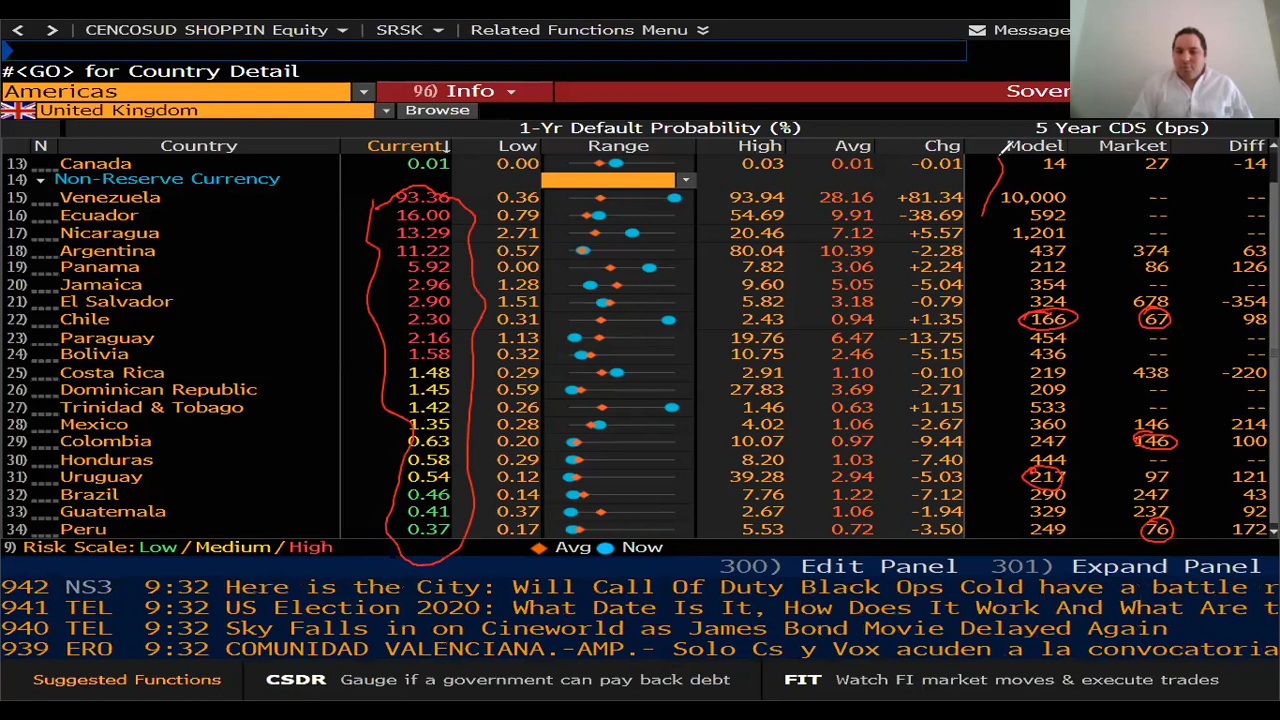 CENCOSUD SHOPPIN Equity SRSK Related Functions Menu Message
#<GO> for Country Detail
Americas 96) Info Sover
United Kingdom Browse
1-Yr Default Probability (%) 5 Year CDS (bps)
N Country Current↓ Low Range High Avg Chg Model Market Diff
13) Canada 0.01 0.00 0.03 0.01 -0.01 14 27 -14
14) Non-Reserve Currency
15) Venezuela 93.36 0.36 93.94 28.16 +81.34 10,000 -- --
16) Ecuador 16.00 0.79 54.69 9.91 -38.69 592 -- --
17) Nicaragua 13.29 2.71 20.46 7.12 +5.57 1,201 -- --
18) Argentina 11.22 0.57 80.04 10.39 -2.28 437 374 63
19) Panama 5.92 0.00 7.82 3.06 +2.24 212 86 126
20) Jamaica 2.96 1.28 9.60 5.05 -5.04 354 -- --
21) El Salvador 2.90 1.51 5.82 3.18 -0.79 324 678 -354
22) Chile 2.30 0.31 2.43 0.94 +1.35 166 67 98
23) Paraguay 2.16 1.13 19.76 6.47 -13.75 454 -- --
24) Bolivia 1.58 0.32 10.75 2.46 -5.15 436 -- --
25) Costa Rica 1.48 0.29 2.91 1.10 -0.10 219 438 -220
26) Dominican Republic 1.45 0.59 27.83 3.69 -2.71 209 -- --
27) Trinidad & Tobago 1.42 0.26 1.46 0.63 +1.15 533 -- --
28) Mexico 1.35 0.28 4.02 1.06 -2.67 360 146 214
29) Colombia 0.63 0.20 10.07 0.97 -9.44 247 146 100
30) Honduras 0.58 0.29 8.20 1.03 -7.40 444 -- --
31) Uruguay 0.54 0.12 39.28 2.94 -5.03 217 97 121
32) Brazil 0.46 0.14 7.76 1.22 -7.12 290 247 43
33) Guatemala 0.41 0.37 2.67 1.06 -1.94 329 237 92
34) Peru 0.37 0.17 5.53 0.72 -3.50 249 76 172
9) Risk Scale: Low / Medium / High Avg Now
300) Edit Panel 301) Expand Panel
942 NS3 9:32 Here is the City: Will Call Of Duty Black Ops Cold have a battle r
941 TEL 9:32 US Election 2020: What Date Is It, How Does It Work And What Are t
940 TEL 9:32 Sky Falls in on Cineworld as James Bond Movie Delayed Again
939 ERO 9:32 COMUNIDAD VALENCIANA.-AMP.- Solo Cs y Vox acuden a la convocatoria
Suggested Functions CSDR Gauge if a government can pay back debt FIT Watch FI market moves & execute trades